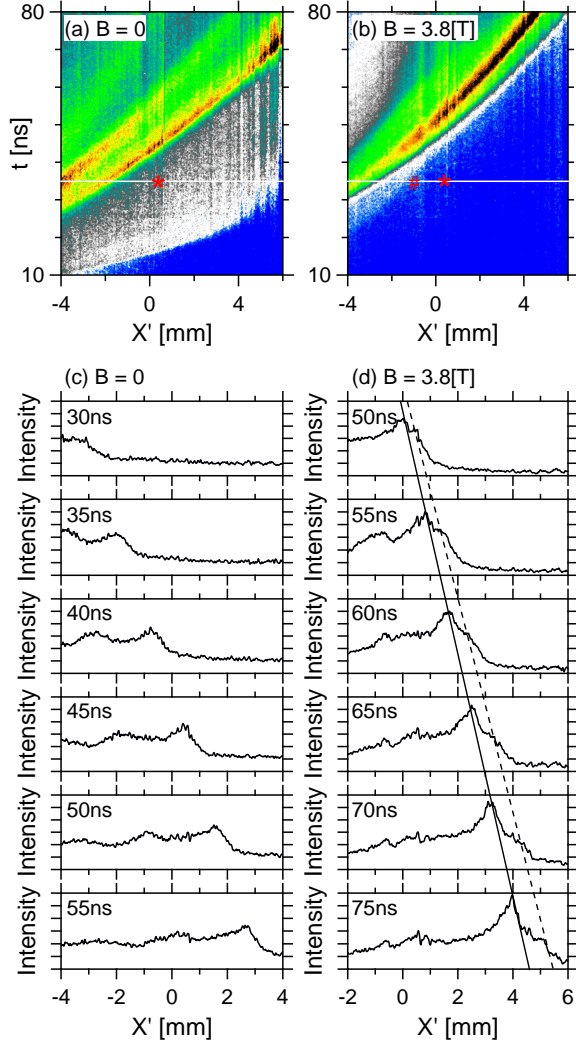 (a) B = 0
(b) B = 3.8[T]
80
80
t [ns]
*
# *
10
10
-4 0 4
-4 0 4
X' [mm]
X' [mm]
(c) B = 0
(d) B = 3.8[T]
Intensity 30ns
Intensity 50ns
Intensity 35ns
Intensity 55ns
Intensity 40ns
Intensity 60ns
Intensity 45ns
Intensity 65ns
Intensity 50ns
Intensity 70ns
Intensity 55ns
Intensity 75ns
-4 -2 0 2 4
-2 0 2 4 6
X' [mm]
X' [mm]